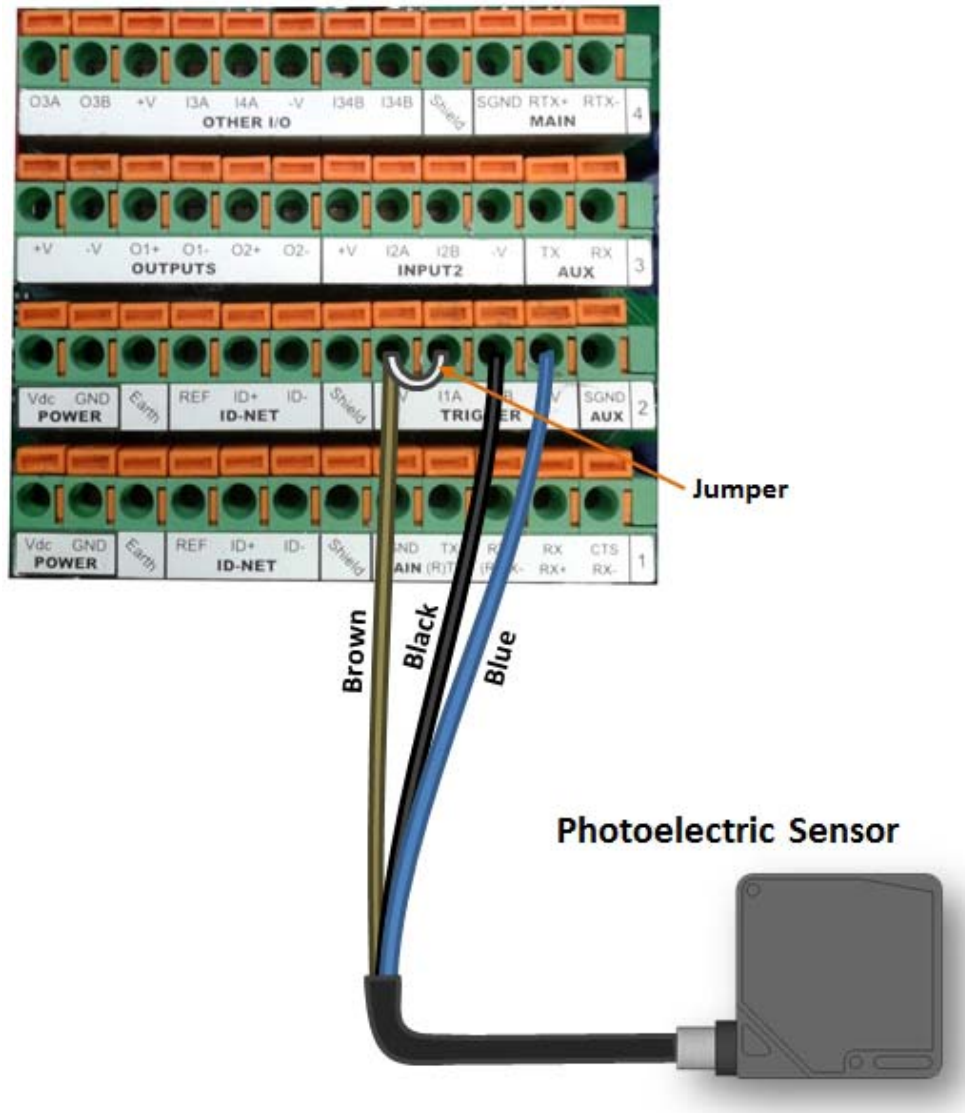 O3A O3B +V I3A I4A -V I34B I34B Shield SGND RTX+ RTX- 4
OTHER I/O MAIN
+V -V O1+ O1- O2+ O2- +V I2A I2B -V TX RX 3
OUTPUTS INPUT2 AUX
Vdc GND Earth REF ID+ ID- Shield V I1A B V SGND 2
POWER ID-NET TRIGGER AUX
Jumper
Vdc GND Earth REF ID+ ID- Shield TX RX CTS 1
POWER ID-NET RX+ RX-
Brown
Black
Blue
Photoelectric Sensor